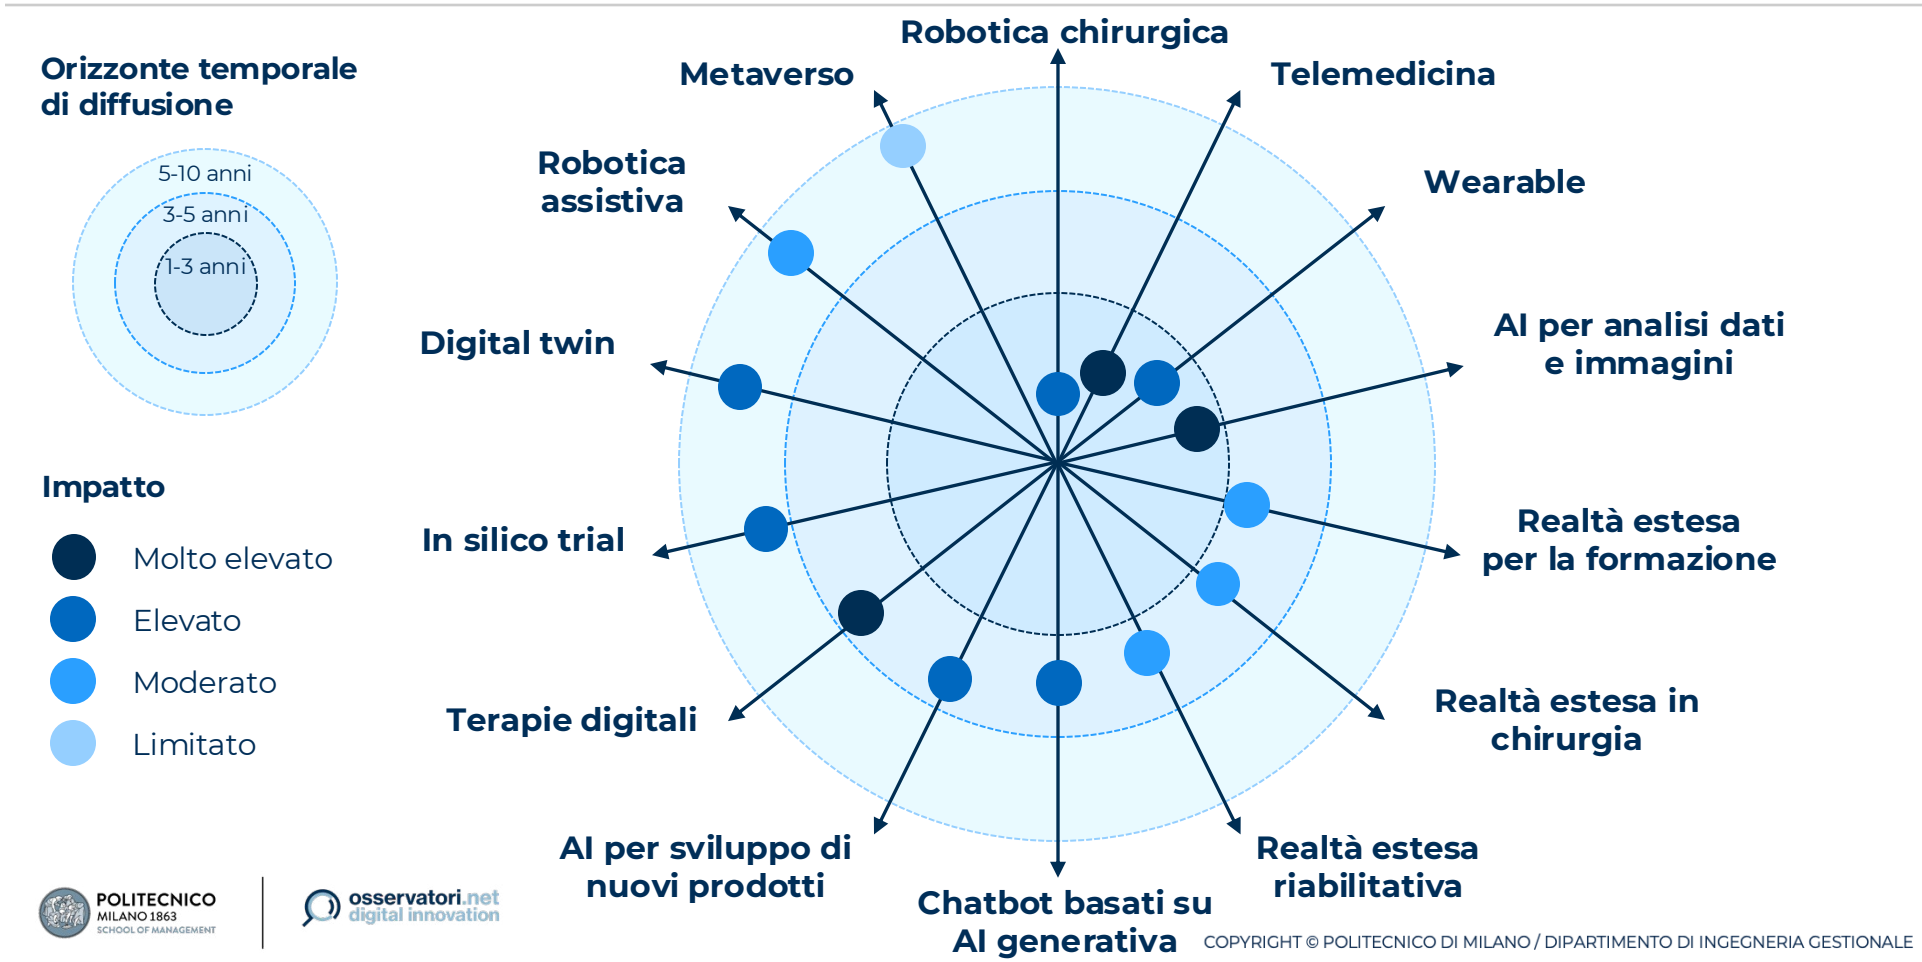 Orizzonte temporale
di diffusione
5-10 anni
3-5 anni
1-3 anni
Impatto
Molto elevato
Elevato
Moderato
Limitato
Robotica chirurgica
Telemedicina
Wearable
AI per analisi dati
e immagini
Realtà estesa
per la formazione
Realtà estesa in
chirurgia
Realtà estesa
riabilitativa
Chatbot basati su
AI generativa
AI per sviluppo di
nuovi prodotti
Terapie digitali
In silico trial
Digital twin
Robotica
assistiva
Metaverso
POLITECNICO
MILANO 1863
SCHOOL OF MANAGEMENT
osservatori.net
digital innovation
COPYRIGHT © POLITECNICO DI MILANO / DIPARTIMENTO DI INGEGNERIA GESTIONALE